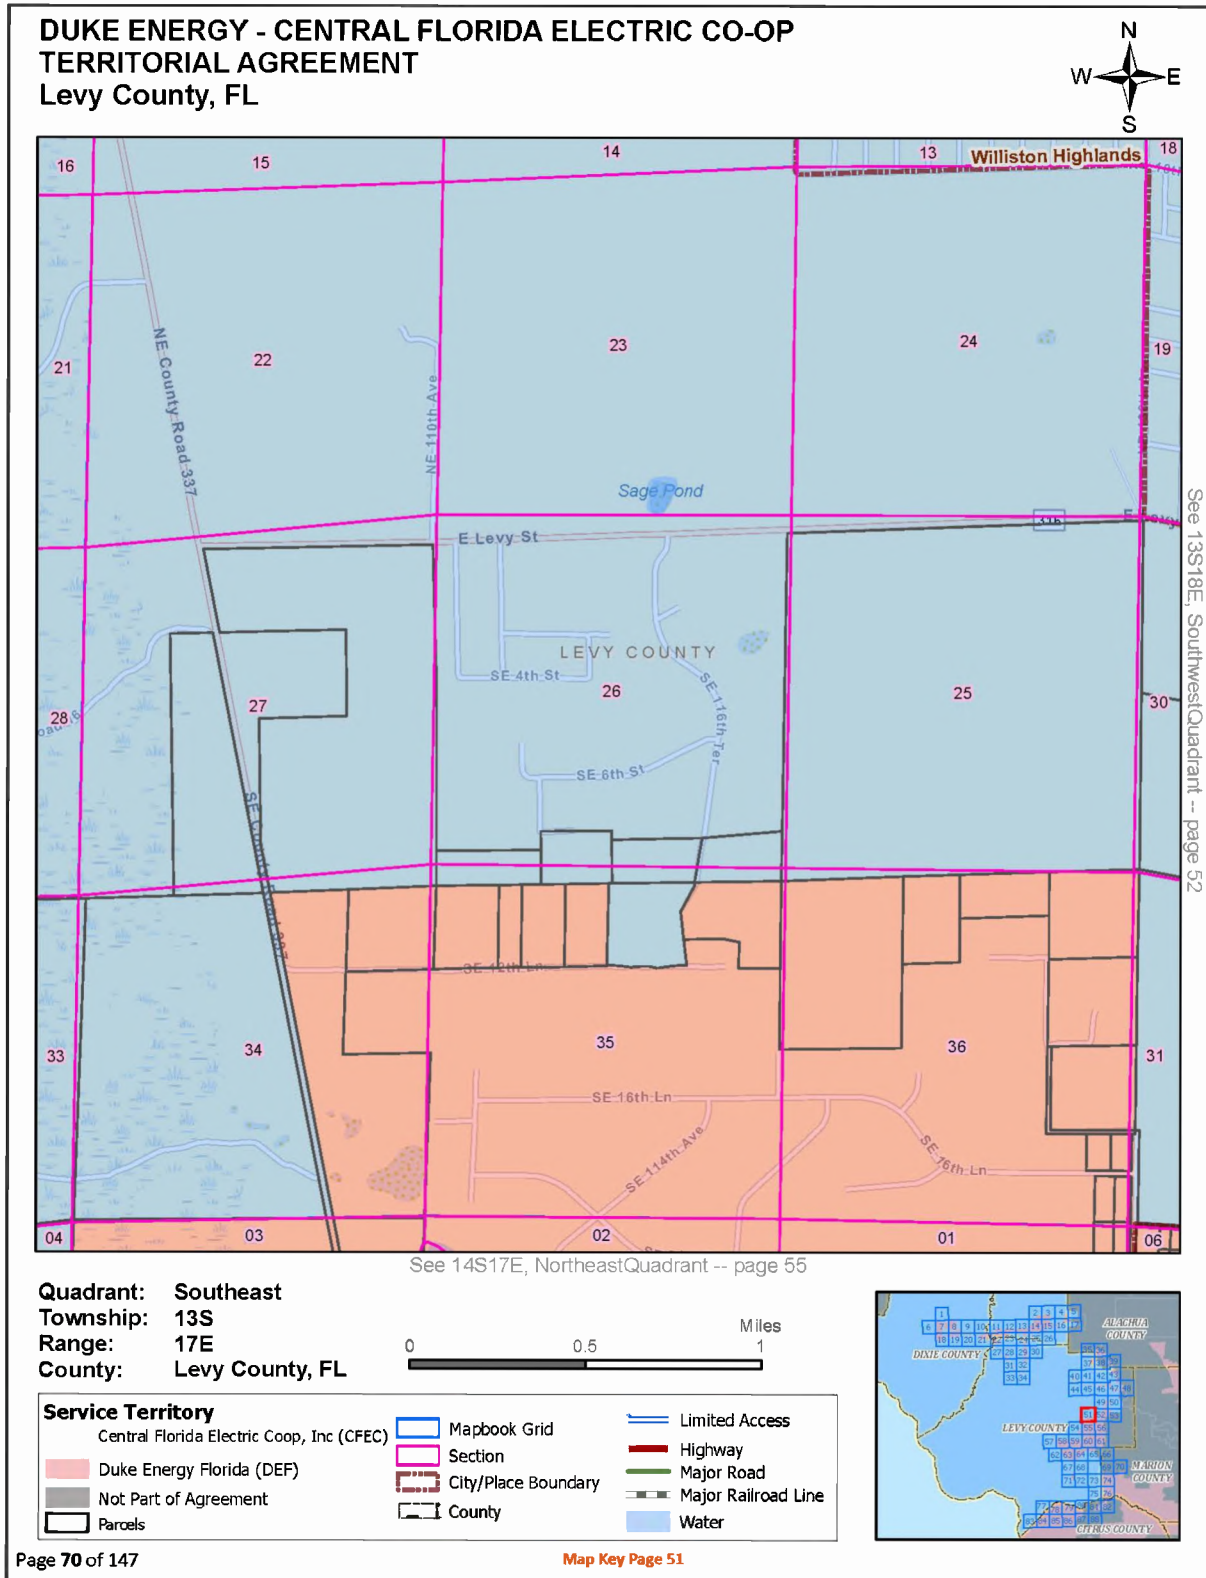 DUKE ENERGY - CENTRAL FLORIDA ELECTRIC CO-OP
TERRITORIAL AGREEMENT
Levy County, FL
N
W E
S
16 15 14 13 Williston Highlands 18
NE County Road 337
NE 110th Ave
21 22 23 24 19
Sage Pond
E Levy St
316
LEVY COUNTY
SE 4th St
SE 116th Ter
28 27 26 25 30
SE 6th St
SE County Road 337
SE 12th Ln
33 34 35 36 31
SE 16th Ln
SE 114th Ave
SE 16th Ln
04 03 02 01 06
See 13S18E, SouthwestQuadrant -- page 52
See 14S17E, NortheastQuadrant -- page 55
Quadrant: Southeast
Township: 13S
Range: 17E
County: Levy County, FL
Miles
0 0.5 1
Service Territory
Central Florida Electric Coop, Inc (CFEC)
Duke Energy Florida (DEF)
Not Part of Agreement
Parcels
Mapbook Grid
Section
City/Place Boundary
County
Limited Access
Highway
Major Road
Major Railroad Line
Water
ALACHUA
COUNTY
DIXIE COUNTY
LEVY COUNTY
MARION
COUNTY
CITRUS COUNTY
Page 70 of 147
Map Key Page 51